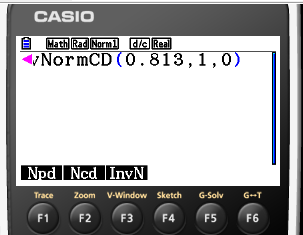 CASIO
Math Rad Norm1 d/c Real
vNormCD(0.813,1,0)
Npd Ncd InvN
Trace Zoom V-Window Sketch G-Solv G↔T
F1 F2 F3 F4 F5 F6